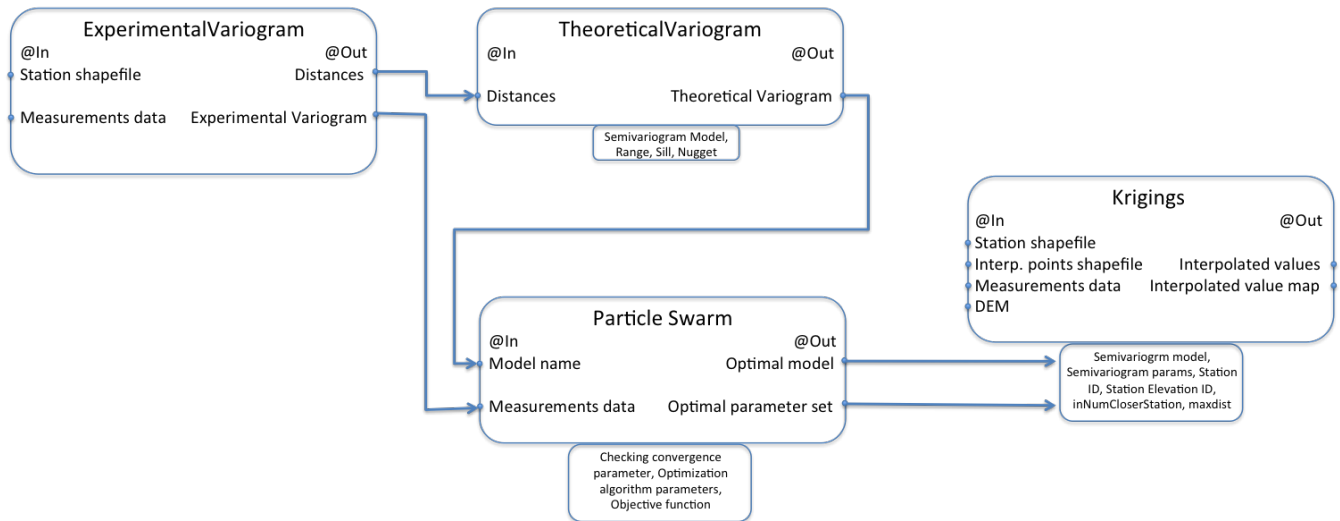 ExperimentalVariogram
@In
@Out
Station shapefile
Distances
Measurements data
Experimental Variogram
TheoreticalVariogram
@In
@Out
Distances
Theoretical Variogram
Semivariogram Model,
Range, Sill, Nugget
Krigings
@In
@Out
Station shapefile
Interp. points shapefile
Interpolated values
Measurements data
Interpolated value map
DEM
Semivariogrm model,
Semivariogram params, Station
ID, Station Elevation ID,
inNumCloserStation, maxdist
Particle Swarm
@In
@Out
Model name
Optimal model
Measurements data
Optimal parameter set
Checking convergence
parameter, Optimization
algorithm parameters,
Objective function